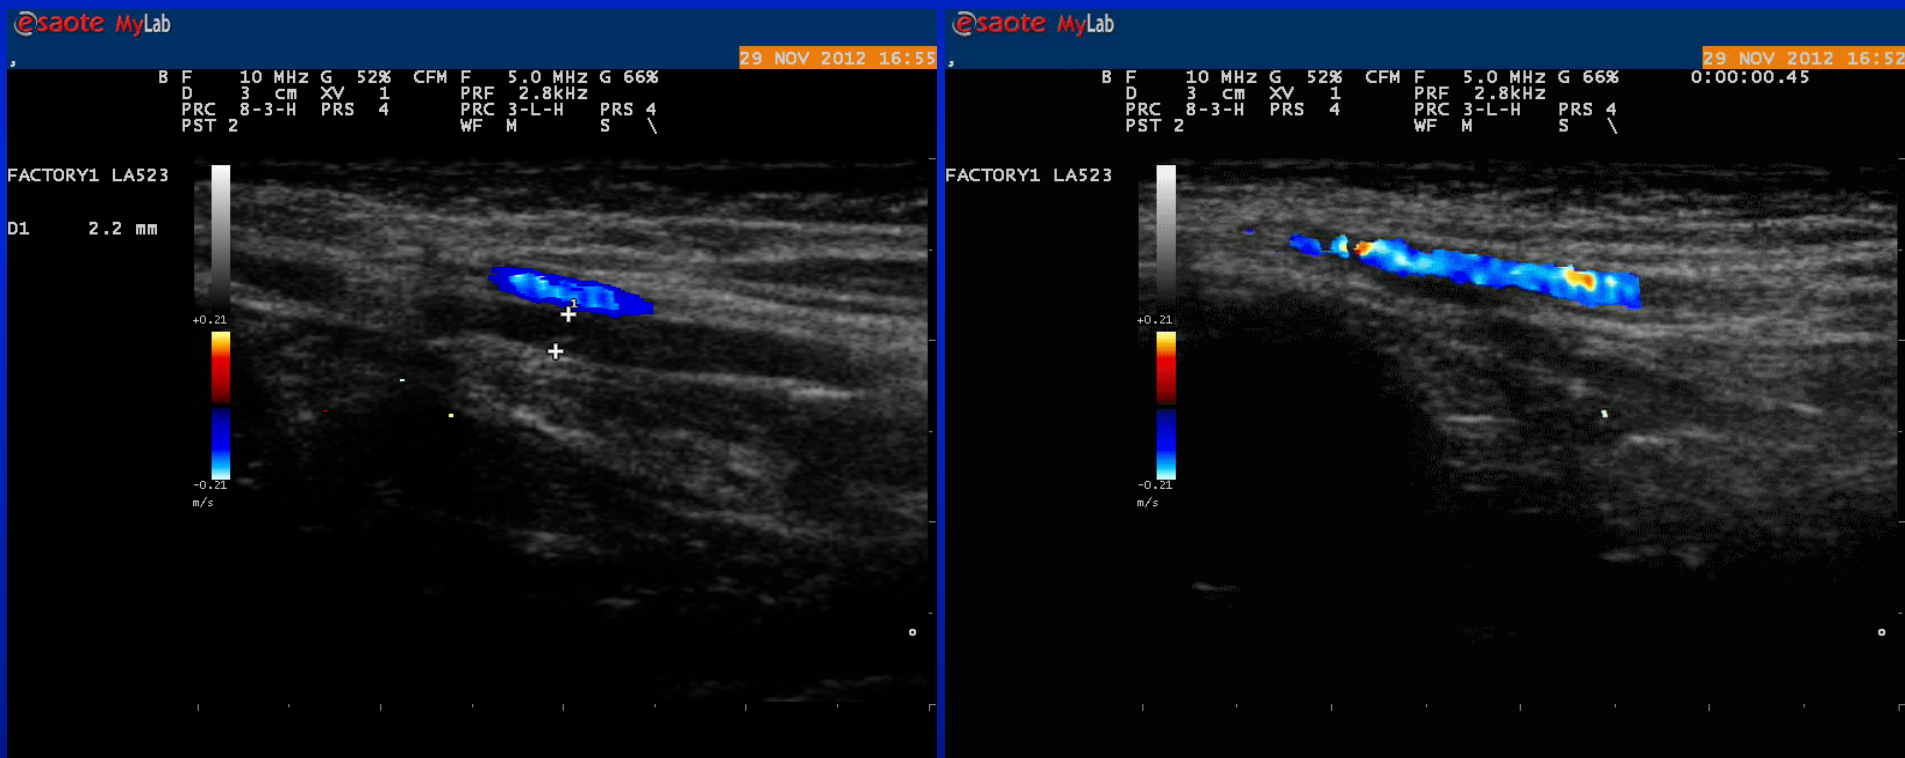 esaote MyLab
,
29 NOV 2012 16:55
B F 10 MHz G 52% CFM F 5.0 MHz G 66%
D 3 cm XV 1 PRF 2.8kHz
PRC 8-3-H PRS 4 PRC 3-L-H PRS 4
PST 2 WF M S \
FACTORY1 LA523
D1 2.2 mm
+0.21
1
-0.21
m/s
esaote MyLab
,
29 NOV 2012 16:52
B F 10 MHz G 52% CFM F 5.0 MHz G 66% 0:00:00.45
D 3 cm XV 1 PRF 2.8kHz
PRC 8-3-H PRS 4 PRC 3-L-H PRS 4
PST 2 WF M S \
FACTORY1 LA523
+0.21
-0.21
m/s